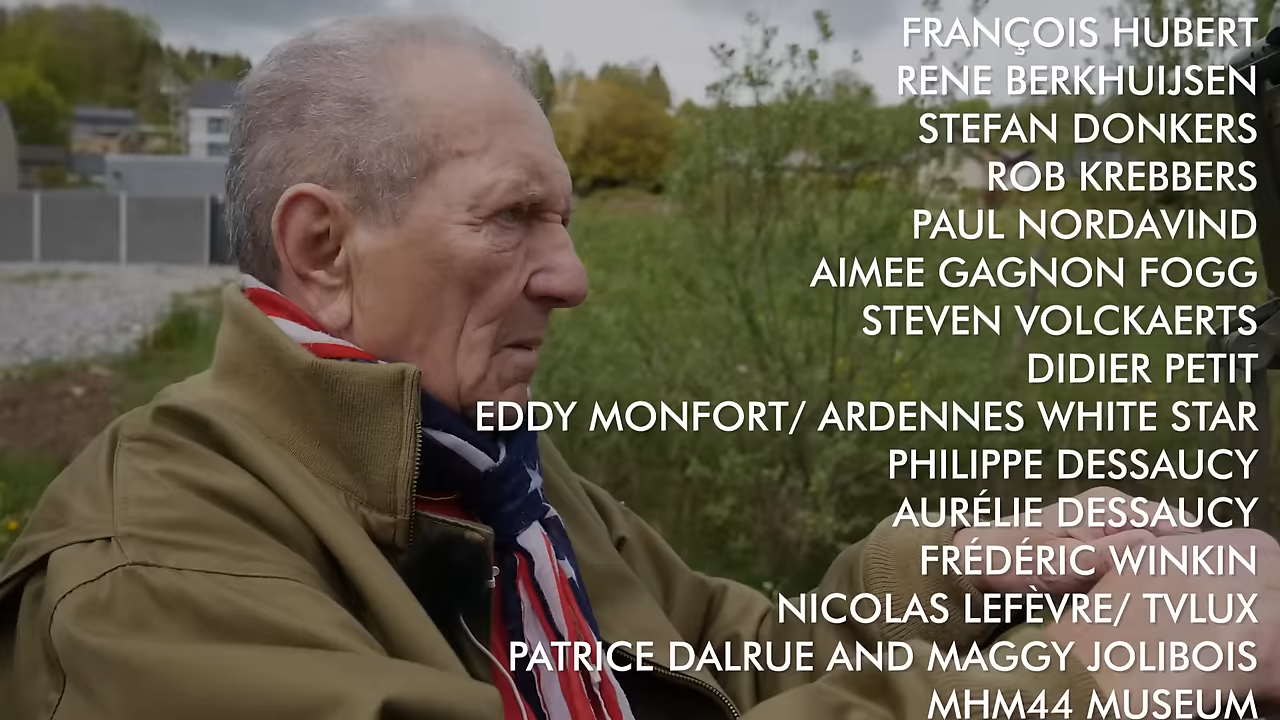 FRANÇOIS HUBERT
RENE BERKHUIJSEN
STEFAN DONKERS
ROB KREBBERS
PAUL NORDAVIND
AIMEE GAGNON FOGG
STEVEN VOLCKAERTS
DIDIER PETIT
EDDY MONFORT/ ARDENNES WHITE STAR
PHILIPPE DESSAUCY
AURÉLIE DESSAUCY
FRÉDÉRIC WINKIN
NICOLAS LEFÈVRE/ TVLUX
PATRICE DALRUE AND MAGGY JOLIBOIS
MHM44 MUSEUM